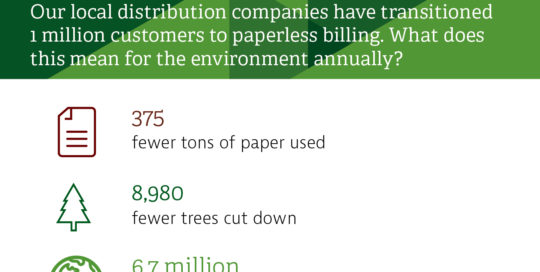 Our local distribution companies have transitioned
1 million customers to paperless billing. What does
this mean for the environment annually?
375
fewer tons of paper used
8,980
fewer trees cut down
6.7 million